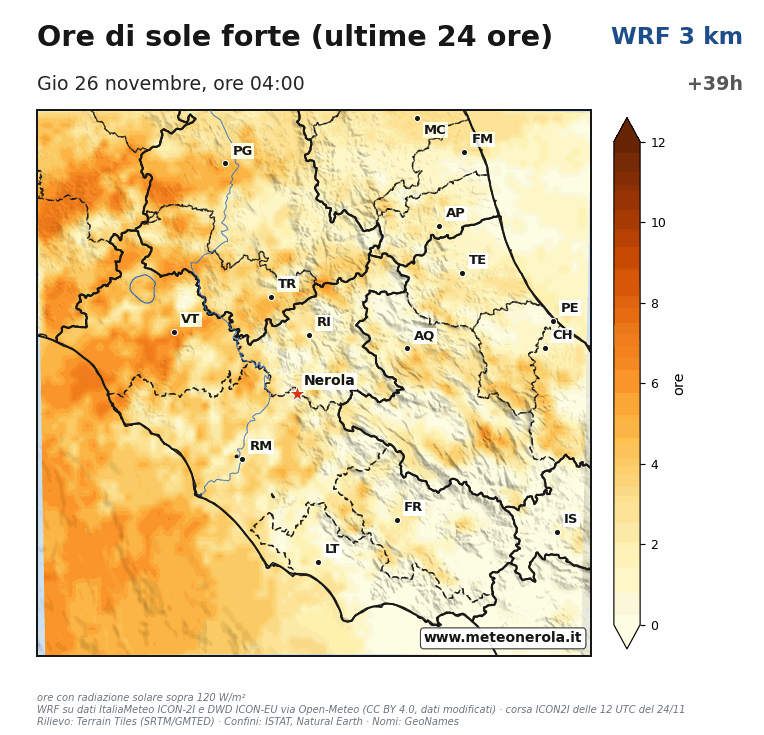 Ore di sole forte (ultime 24 ore)
WRF 3 km
Gio 26 novembre, ore 04:00
+39h
MC
FM
PG
AP
TE
TR
PE
VT
RI
CH
AQ
Nerola
RM
FR
IS
LT
www.meteonerola.it
12
10
8
6
4
2
0
ore
ore con radiazione solare sopra 120 W/m²
WRF su dati ItaliaMeteo ICON-2I e DWD ICON-EU via Open-Meteo (CC BY 4.0, dati modificati) · corsa ICON2I delle 12 UTC del 24/11
Rilievo: Terrain Tiles (SRTM/GMTED) · Confini: ISTAT, Natural Earth · Nomi: GeoNames